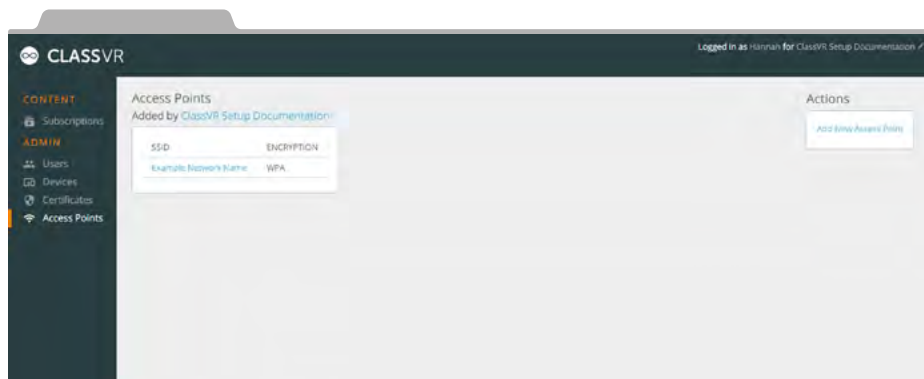 CLASSVR
Logged in as Hannah for ClassVR Setup Documentation
CONTENT
Subscriptions
ADMIN
Users
Devices
Certificates
Access Points
Access Points
Added by ClassVR Setup Documentation
SSID ENCRYPTION
Example Network Name WPA
Actions
Add New Access Point